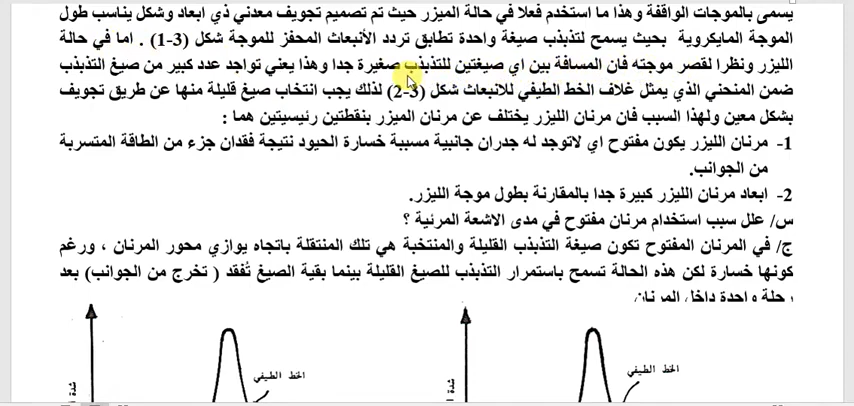 يسمى بالموجات الواقفة وهذا ما استخدم فعلا في حالة الميزر حيث تم تصميم تجويف معدني ذي ابعاد وشكل يناسب طول
الموجة المايكروية بحيث يسمح لتذبذب صيغة واحدة تطابق تردد الأنبعاث المحفز للموجة شكل (3-1) . اما في حالة
الليزر ونظرا لقصر موجته فان المسافة بين اي صيغتين للتذبذب صغيرة جدا وهذا يعني تواجد عدد كبير من صيغ التذبذب
ضمن المنحني الذي يمثل غلاف الخط الطيفي للانبعاث شكل (3-2) لذلك يجب انتخاب صيغ قليلة منها عن طريق تجويف
بشكل معين ولهذا السبب فان مرنان الليزر يختلف عن مرنان الميزر بنقطتين رئيسيتين هما :
1- مرنان الليزر يكون مفتوح اي لاتوجد له جدران جانبية مسببة خسارة الحيود نتيجة فقدان جزء من الطاقة المتسربة
من الجوانب.
2- ابعاد مرنان الليزر كبيرة جدا بالمقارنة بطول موجة الليزر.
س/ علل سبب استخدام مرنان مفتوح في مدى الاشعة المرئية ؟
ج/ في المرنان المفتوح تكون صيغة التذبذب القليلة والمنتخبة هي تلك المنتقلة باتجاه يوازي محور المرنان ، ورغم
كونها خسارة لكن هذه الحالة تسمح باستمرار التذبذب للصيغ القليلة بينما بقية الصيغ تُفقد ( تخرج من الجوانب) بعد
رحلة واحدة داخل المرنان
الخط الطيفي
الخط الطيفي
شدة
شدة